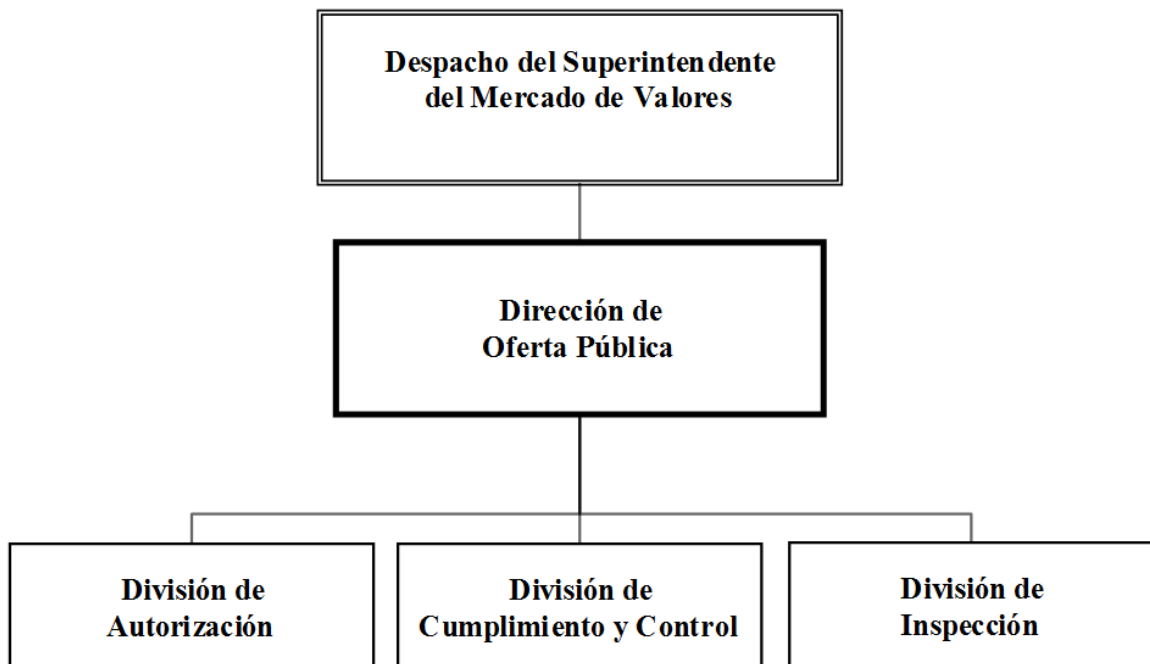 Despacho del Superintendente
del Mercado de Valores
Dirección de
Oferta Pública
División de
Autorización
División de
Cumplimiento y Control
División de
Inspección